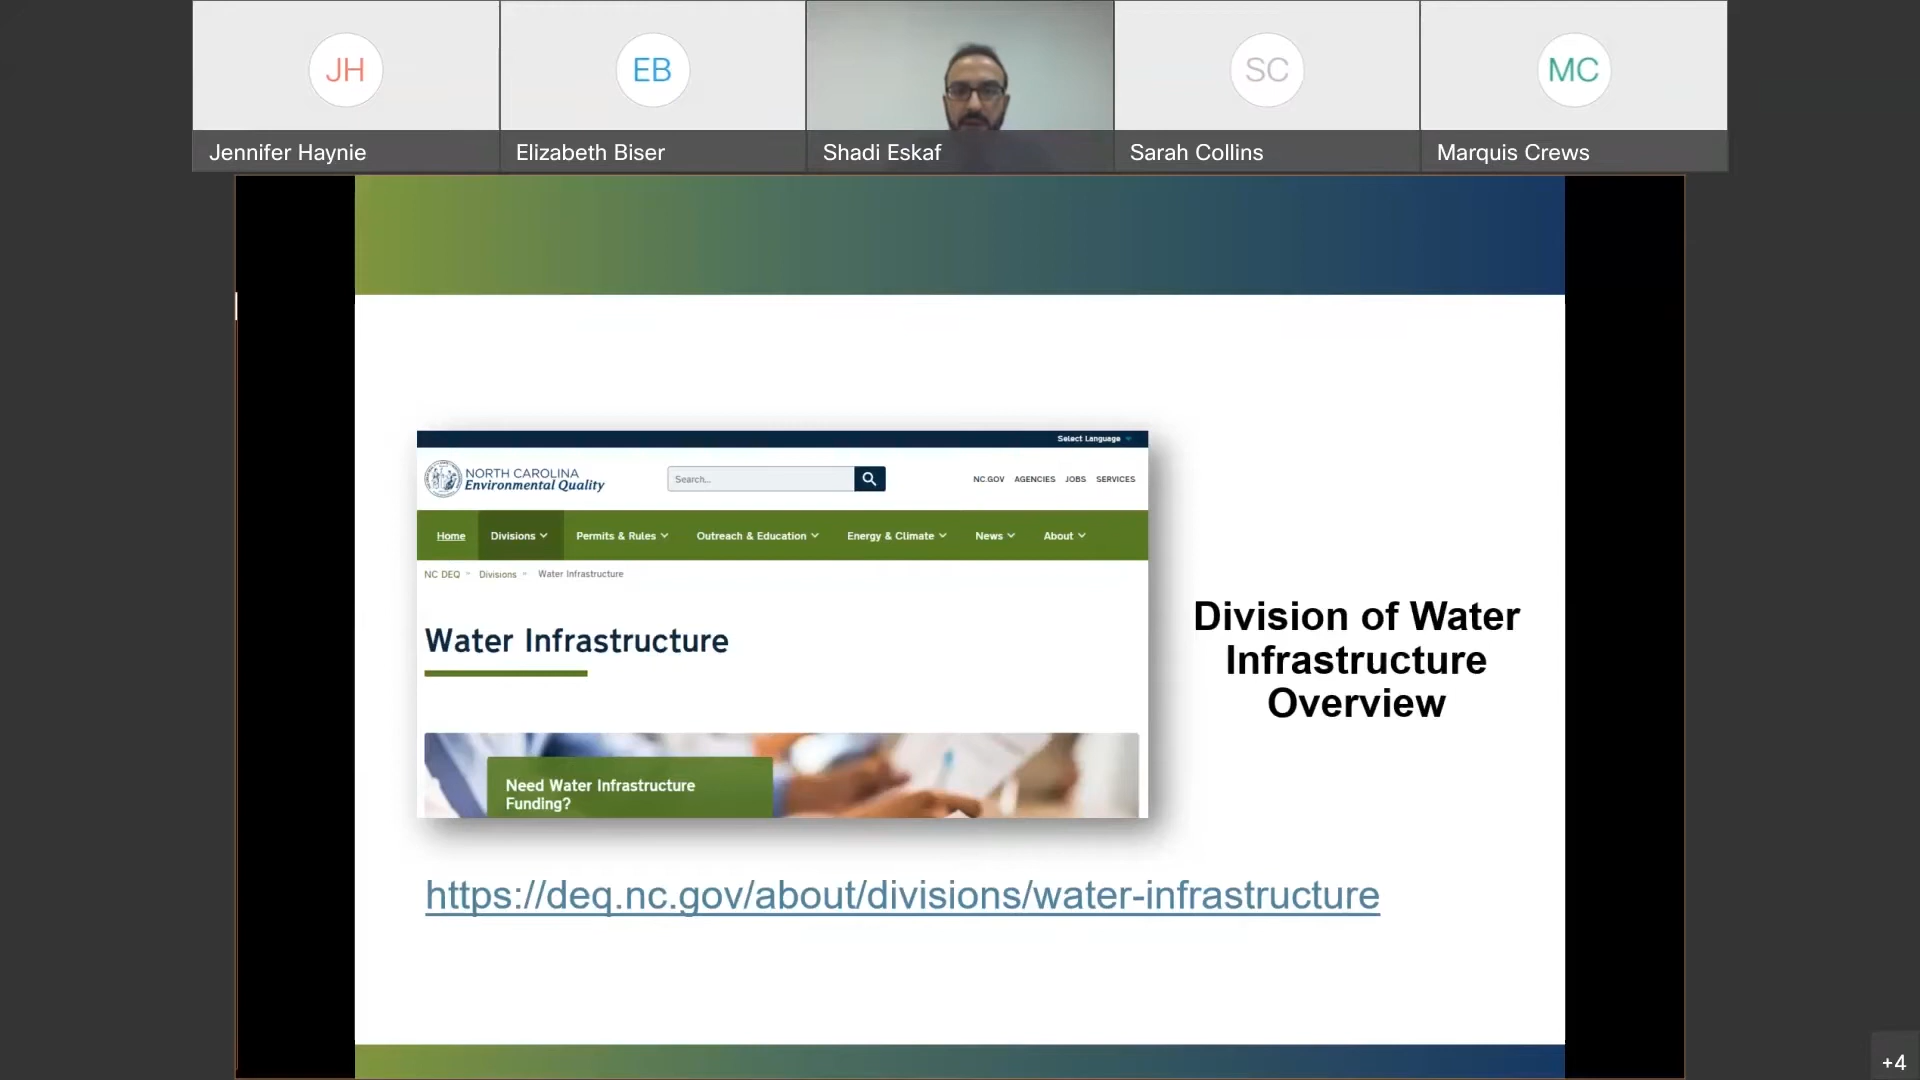 JH
EB
SC
MC
Jennifer Haynie
Elizabeth Biser
Shadi Eskaf
Sarah Collins
Marquis Crews
Select Language
NORTH CAROLINA
Environmental Quality
Search...
NC.GOV AGENCIES JOBS SERVICES
Home Divisions Permits & Rules Outreach & Education Energy & Climate News About
NC DEQ Divisions Water Infrastructure
Water Infrastructure
Need Water Infrastructure
Funding?
Division of Water
Infrastructure
Overview
https://deq.nc.gov/about/divisions/water-infrastructure
+4